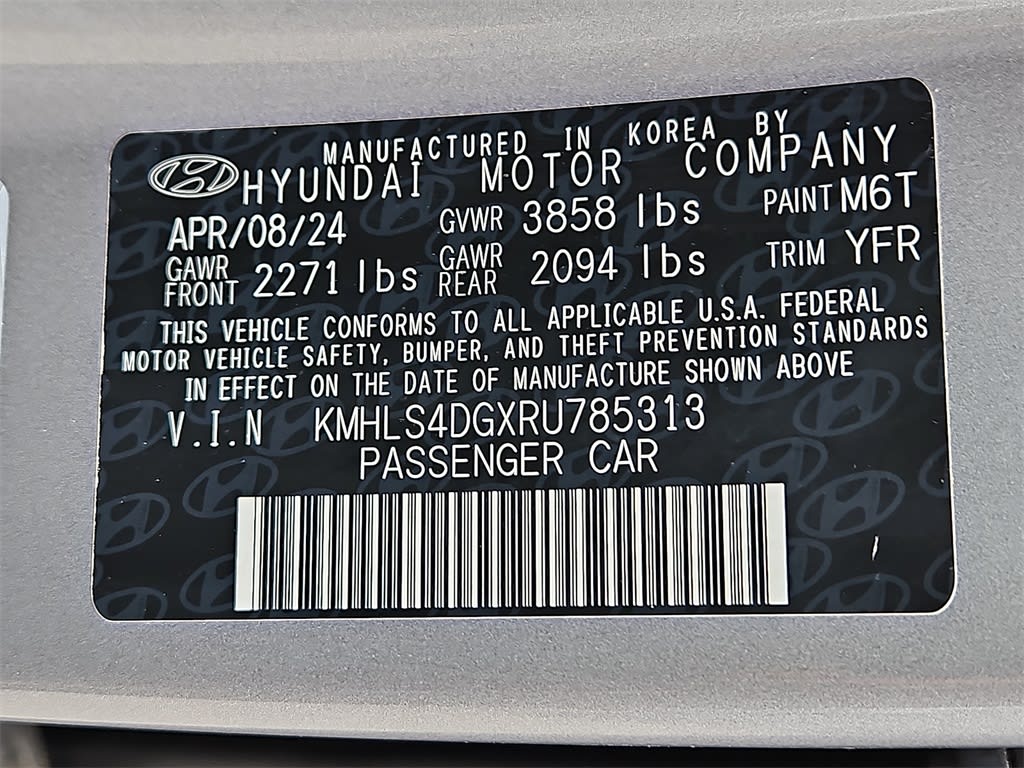 MANUFACTURED IN KOREA BY
HYUNDAI MOTOR COMPANY
APR/08/24 GVWR 3858 lbs PAINT M6T
GAWR FRONT 2271 lbs GAWR REAR 2094 lbs TRIM YFR
THIS VEHICLE CONFORMS TO ALL APPLICABLE U.S.A. FEDERAL
MOTOR VEHICLE SAFETY, BUMPER, AND THEFT PREVENTION STANDARDS
IN EFFECT ON THE DATE OF MANUFACTURE SHOWN ABOVE
V.I.N KMHLS4DGXRU785313
PASSENGER CAR